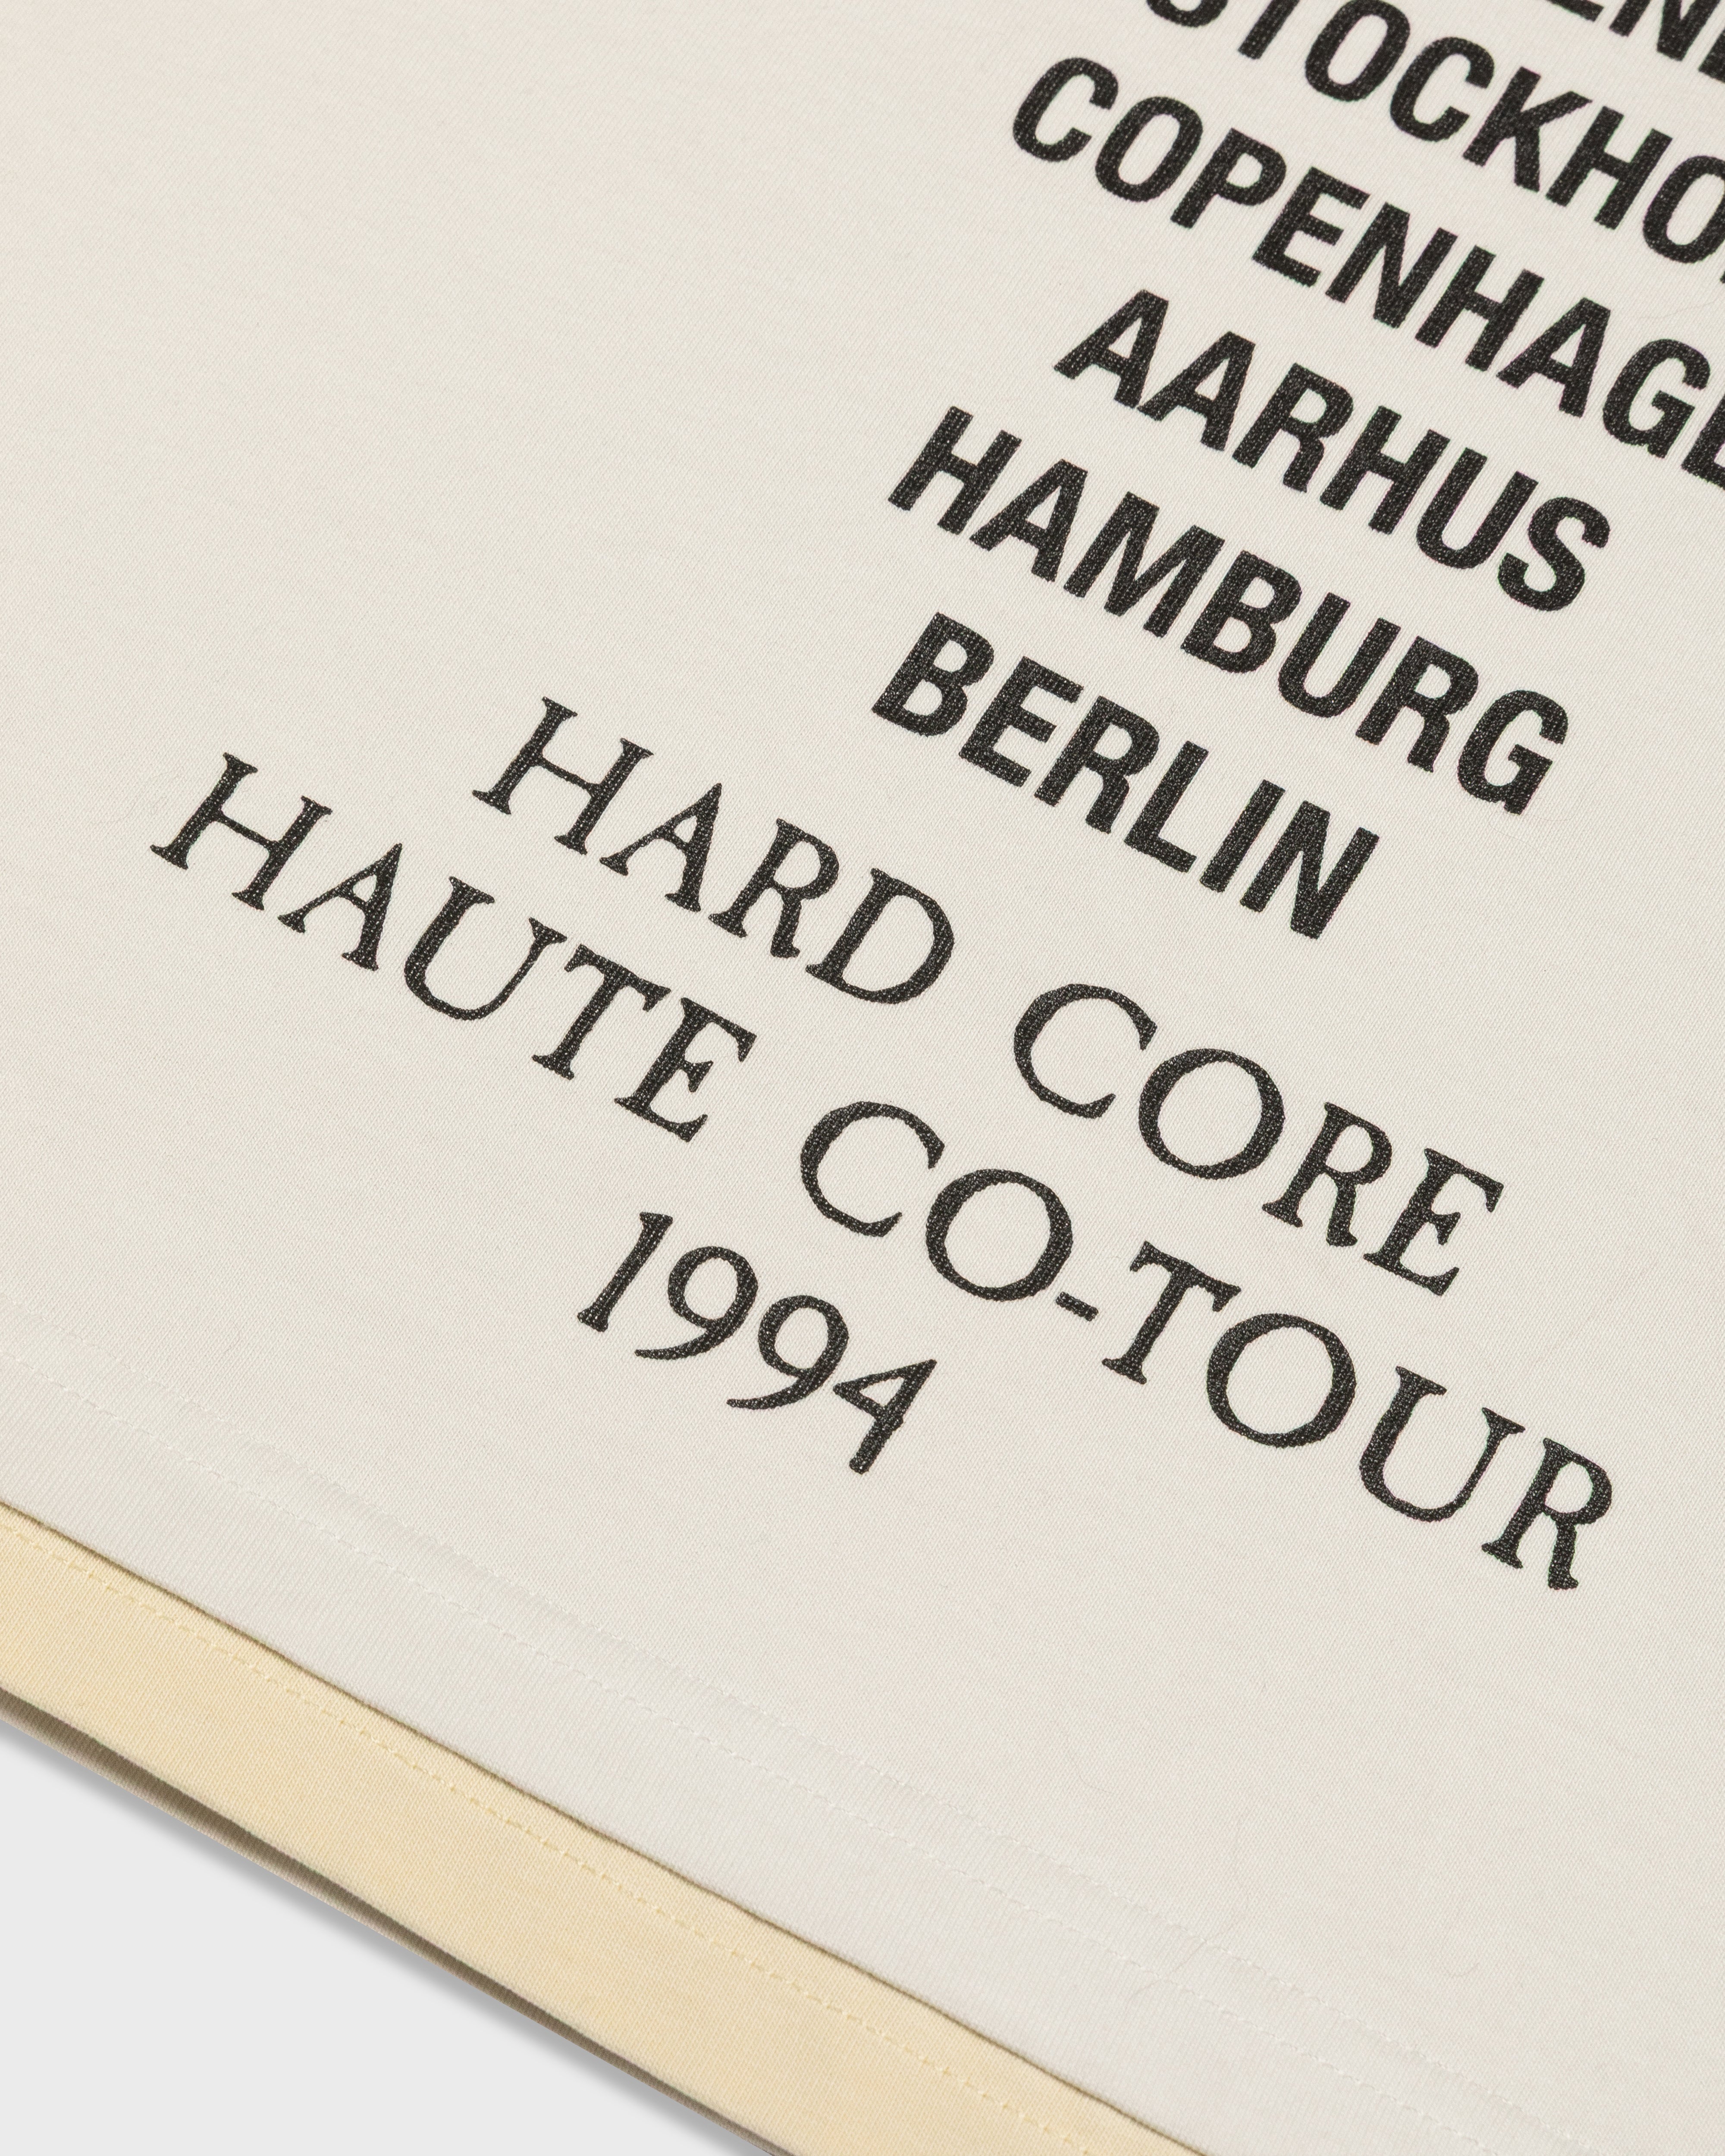 STOCKHO
COPENHAGE
AARHUS
HAMBURG
BERLIN
HARD CORE
HAUTE CO-TOUR
1994